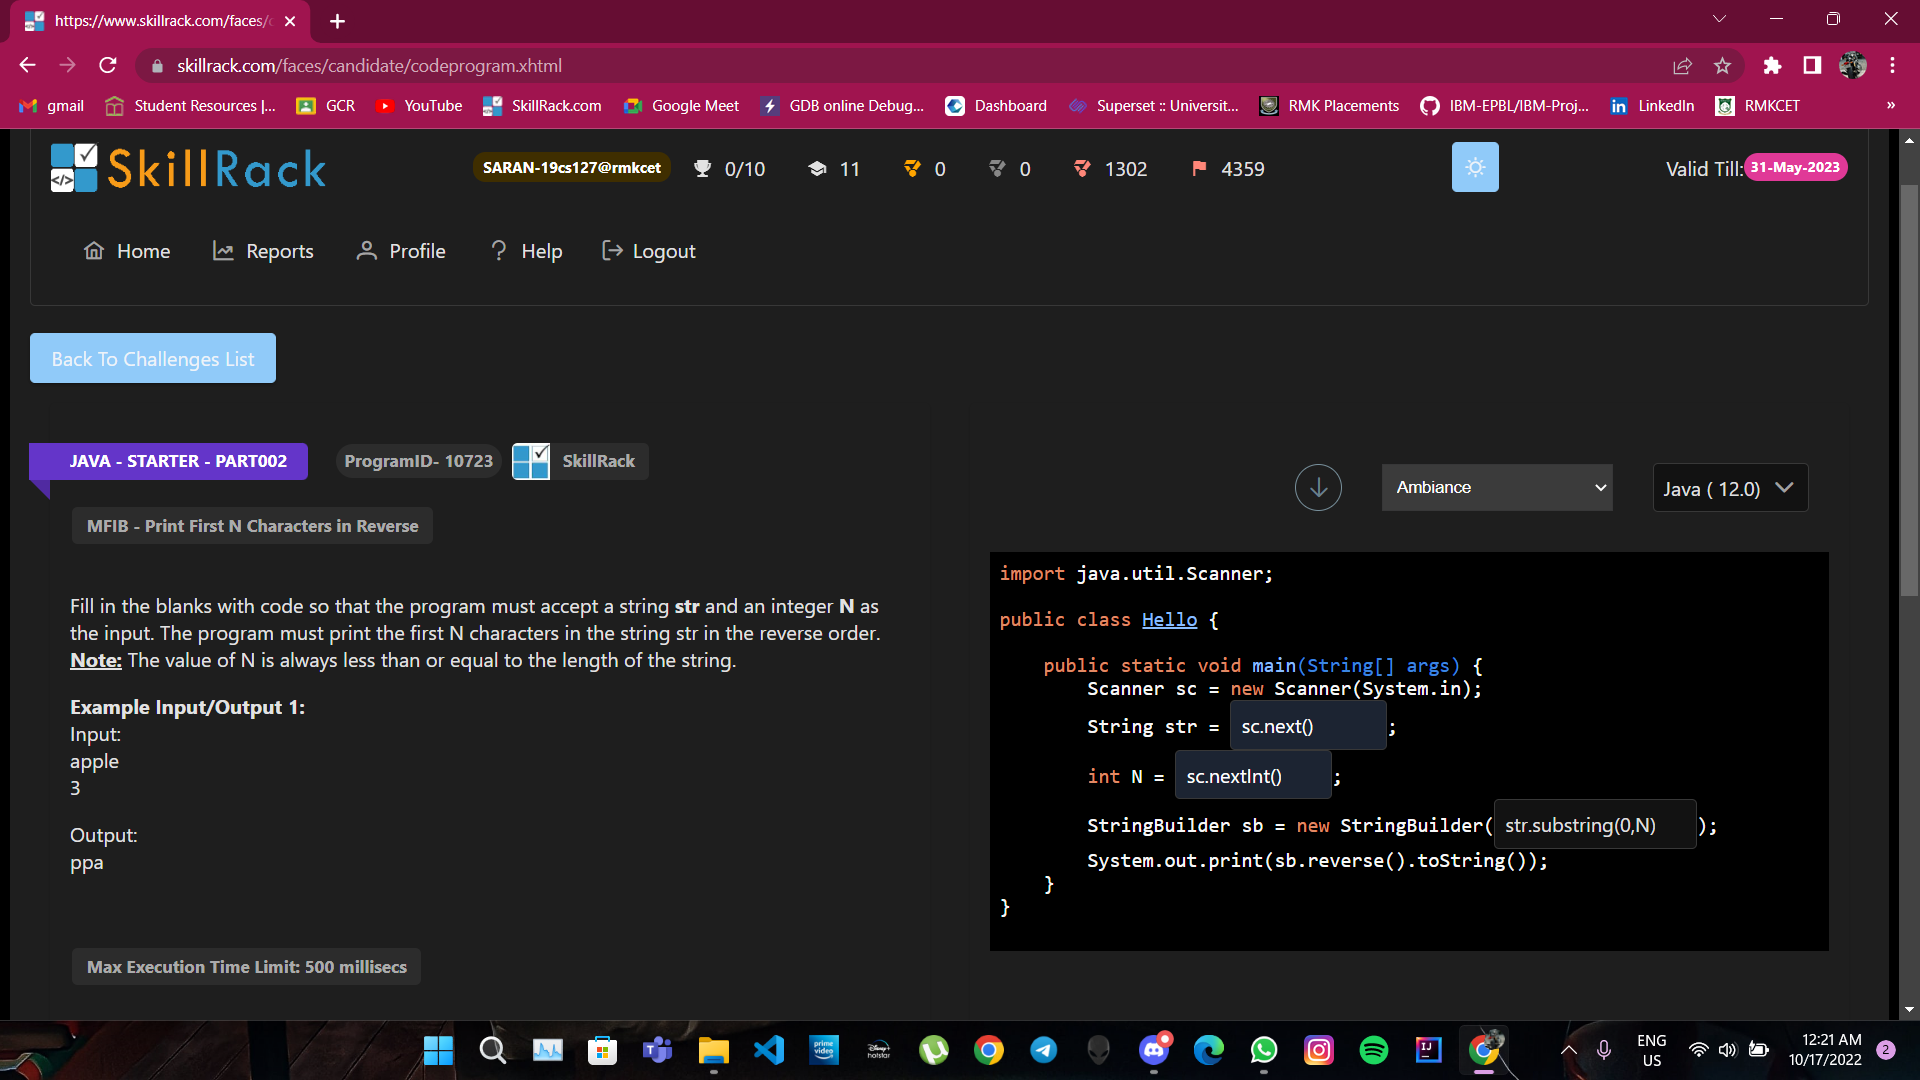 https://www.skillrack.com/faces/c
skillrack.com/faces/candidate/codeprogram.xhtml
gmail Student Resources |... GCR YouTube SkillRack.com Google Meet GDB online Debug... Dashboard Superset :: Universit... RMK Placements IBM-EPBL/IBM-Proj... LinkedIn RMKCET »
SkillRack SARAN-19cs127@rmkcet 0/10 11 0 0 1302 4359 Valid Till: 31-May-2023
Home Reports Profile Help Logout
Back To Challenges List
JAVA - STARTER - PART002 ProgramID- 10723 SkillRack
MFIB - Print First N Characters in Reverse
Fill in the blanks with code so that the program must accept a string str and an integer N as
the input. The program must print the first N characters in the string str in the reverse order.
Note: The value of N is always less than or equal to the length of the string.
Example Input/Output 1:
Input:
apple
3
Output:
ppa
Max Execution Time Limit: 500 millisecs
Ambiance Java ( 12.0)
import java.util.Scanner;
public class Hello {
public static void main(String[] args) {
Scanner sc = new Scanner(System.in);
String str = sc.next() ;
int N = sc.nextInt() ;
StringBuilder sb = new StringBuilder( str.substring(0,N) );
System.out.print(sb.reverse().toString());
}
}
prime video
Disney+ hotstar
ENG
US
12:21 AM
10/17/2022
2